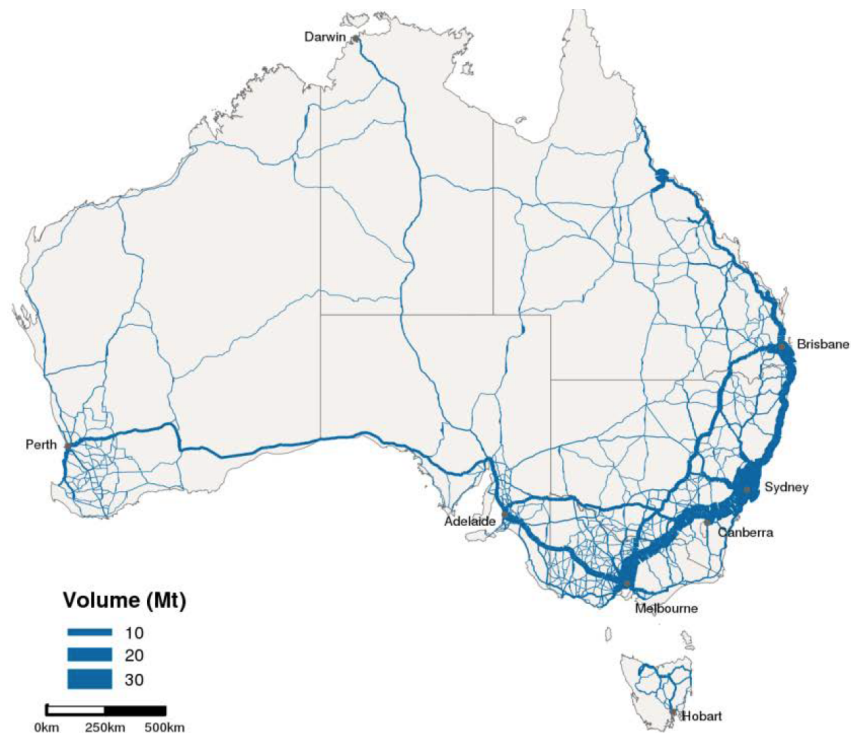 Darwin
Brisbane
Perth
Sydney
Adelaide
Canberra
Melbourne
Volume (Mt)
10
20
30
0km 250km 500km
Hobart